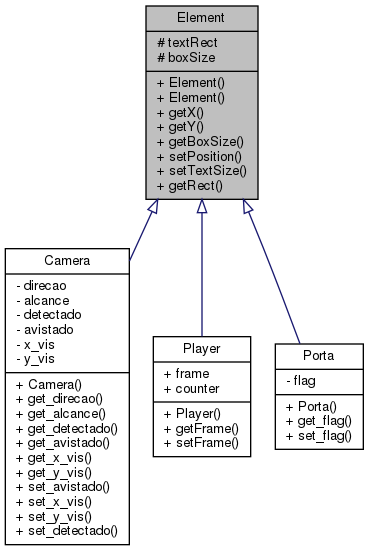 Element
# textRect
# boxSize
+ Element()
+ Element()
+ getX()
+ getY()
+ getBoxSize()
+ setPosition()
+ setTextSize()
+ getRect()
Camera
- direcao
- alcance
- detectado
- avistado
- x_vis
- y_vis
+ Camera()
+ get_direcao()
+ get_alcance()
+ get_detectado()
+ get_avistado()
+ get_x_vis()
+ get_y_vis()
+ set_avistado()
+ set_x_vis()
+ set_y_vis()
+ set_detectado()
Player
+ frame
+ counter
+ Player()
+ getFrame()
+ setFrame()
Porta
- flag
+ Porta()
+ get_flag()
+ set_flag()